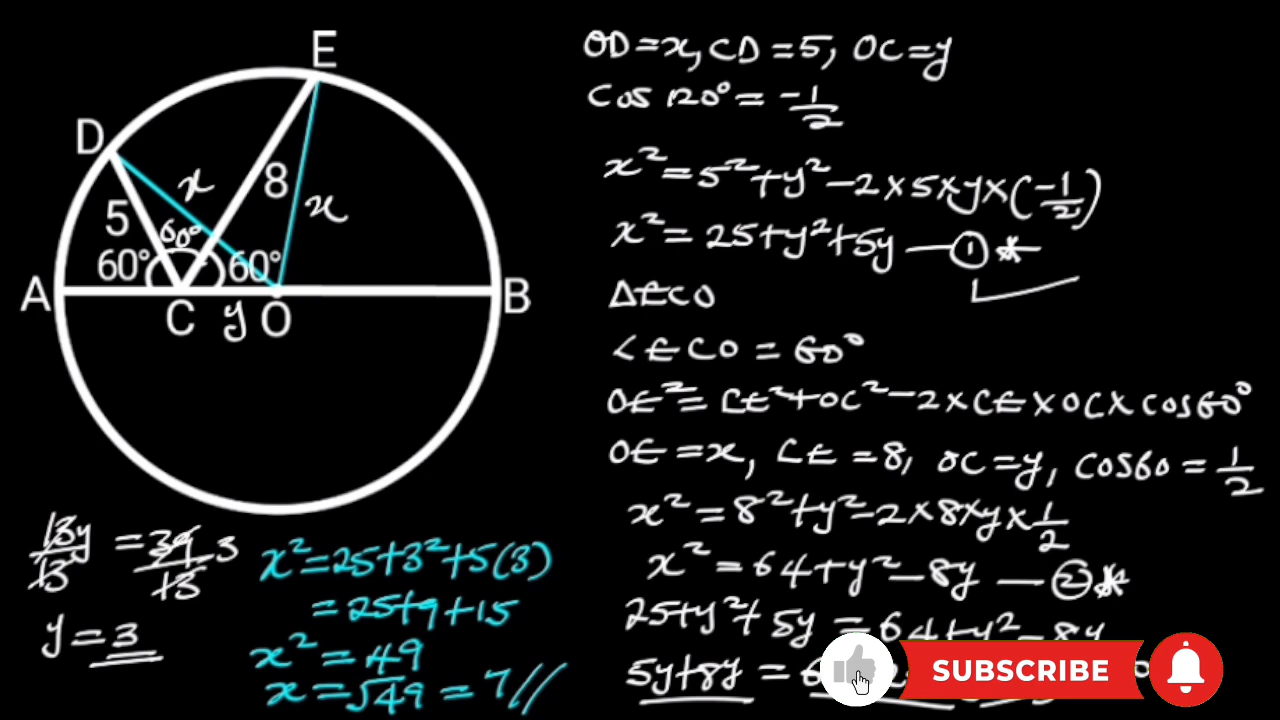 E
D
x
8
5
x
60°
60°
60°
A
C
y
O
B
OD=x, CD=5, OC=y
Cos 120° = -1/2
x² = 5²+y²-2×5×y×(-1/2)
x² = 25+y²+5y — ① *
ΔECO
<ECO = 60°
OE² = CE²+OC²-2×CE×OC×cos60°
OE=x, CE=8, OC=y, cos60=1/2
x² = 8²+y²-2×8×y×1/2
x² = 64+y²-8y — ② *
25+y²+5y = 64+y²-8y
5y+8y =
13y/13 = 39/13 3
y=3
x²=25+3²+5(3)
=25+9+15
x²=49
x=√49=7//
SUBSCRIBE